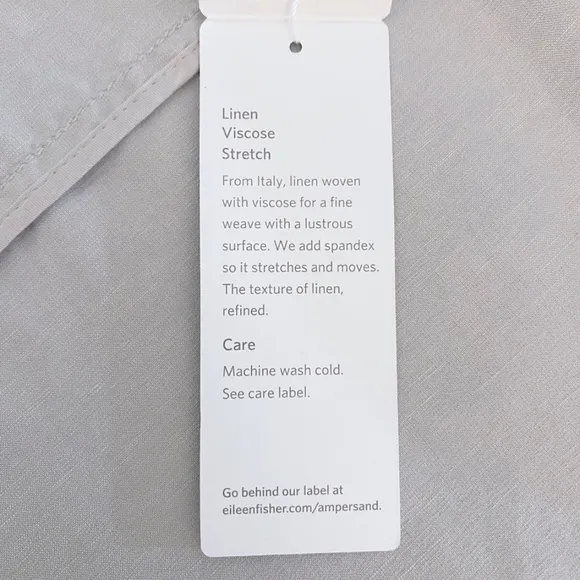 Linen
Viscose
Stretch
From Italy, linen woven
with viscose for a fine
weave with a lustrous
surface. We add spandex
so it stretches and moves.
The texture of linen,
refined.
Care
Machine wash cold.
See care label.
Go behind our label at
eileenfisher.com/ampersand.